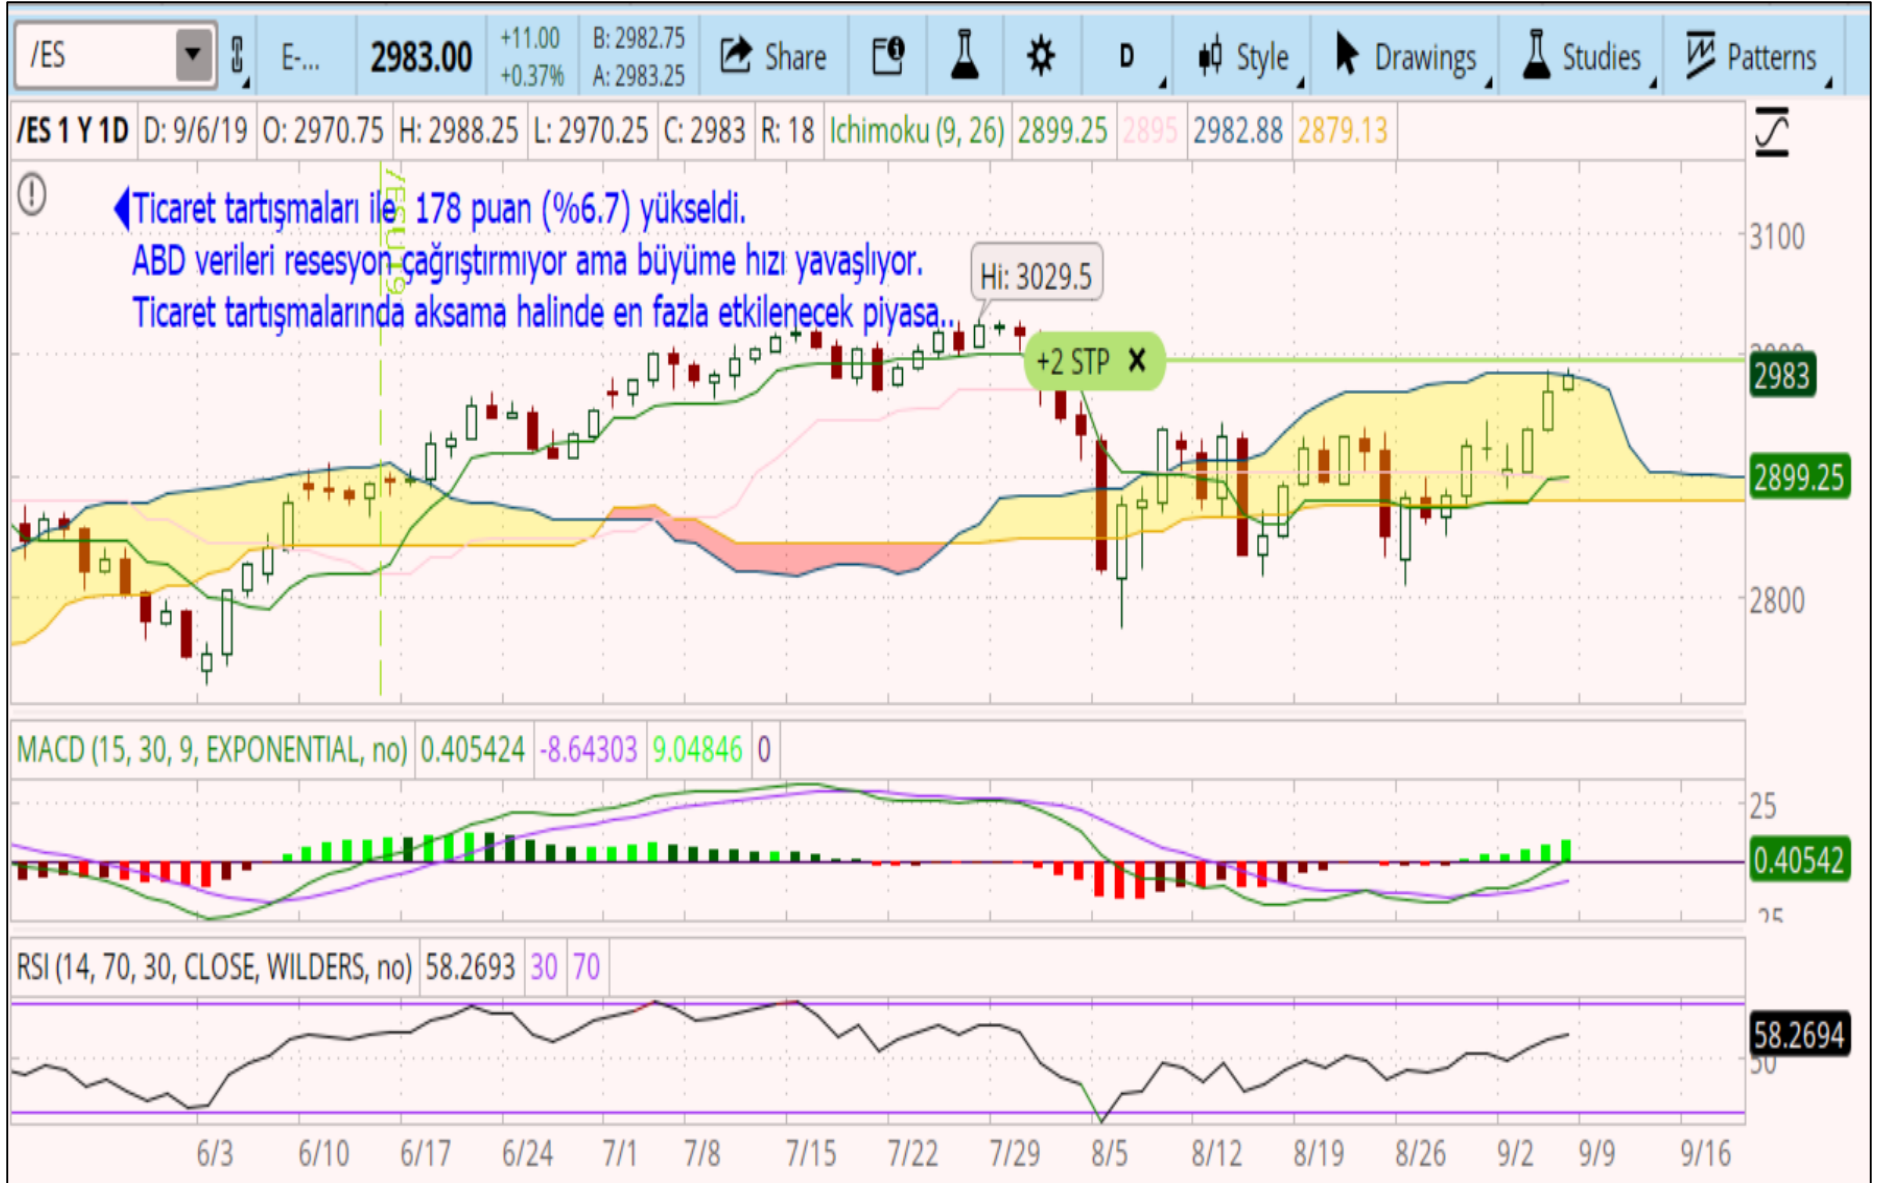 /ES E-... 2983.00 +11.00 B: 2982.75 Share D Style Drawings Studies Patterns
+0.37% A: 2983.25
/ES 1 Y 1D D: 9/6/19 O: 2970.75 H: 2988.25 L: 2970.25 C: 2983 R: 18 Ichimoku (9, 26) 2899.25 2895 2982.88 2879.13
/ESU19
Ticaret tartışmaları ile 178 puan (%6.7) yükseldi.
ABD verileri resesyon çağrıştırmıyor ama büyüme hızı yavaşlıyor.
Ticaret tartışmalarında aksama halinde en fazla etkilenecek piyasa..
Hi: 3029.5
+2 STP X
3100
2983
2899.25
2800
MACD (15, 30, 9, EXPONENTIAL, no) 0.405424 -8.64303 9.04846 0
25
0.40542
RSI (14, 70, 30, CLOSE, WILDERS, no) 58.2693 30 70
58.2694
50
6/3 6/10 6/17 6/24 7/1 7/8 7/15 7/22 7/29 8/5 8/12 8/19 8/26 9/2 9/9 9/16